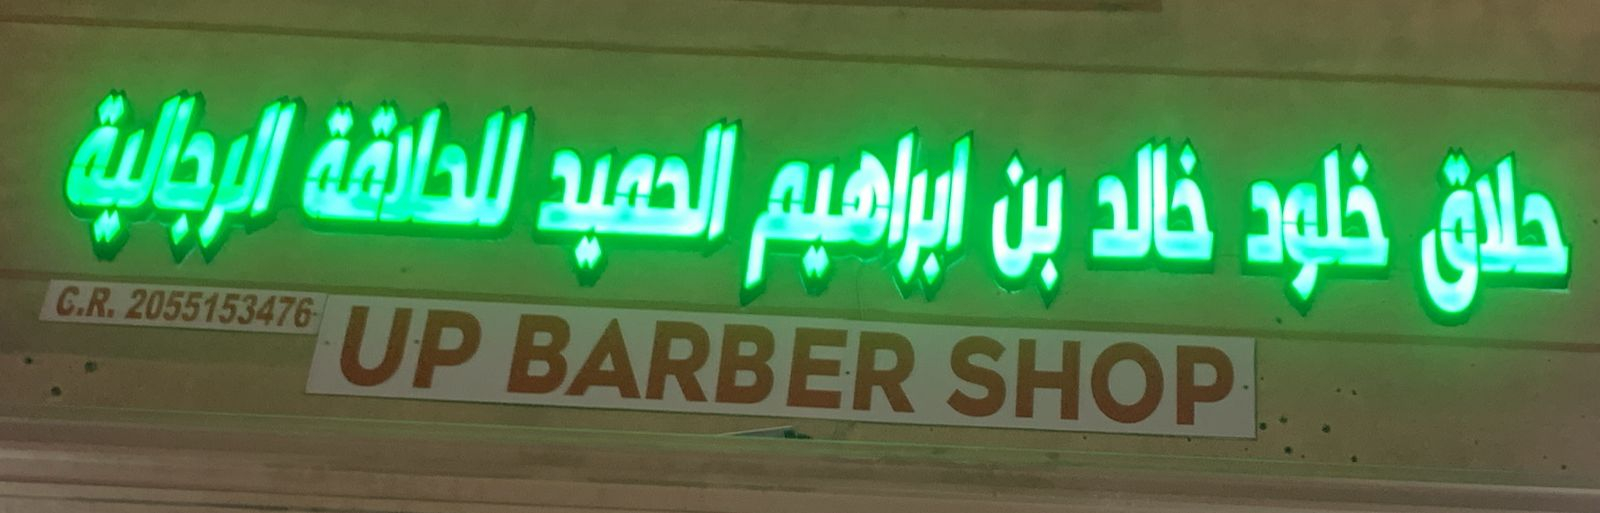 حلاق خلود خالد بن ابراهيم الحميد للحلاقة الرجالية
C.R. 2055153476
UP BARBER SHOP